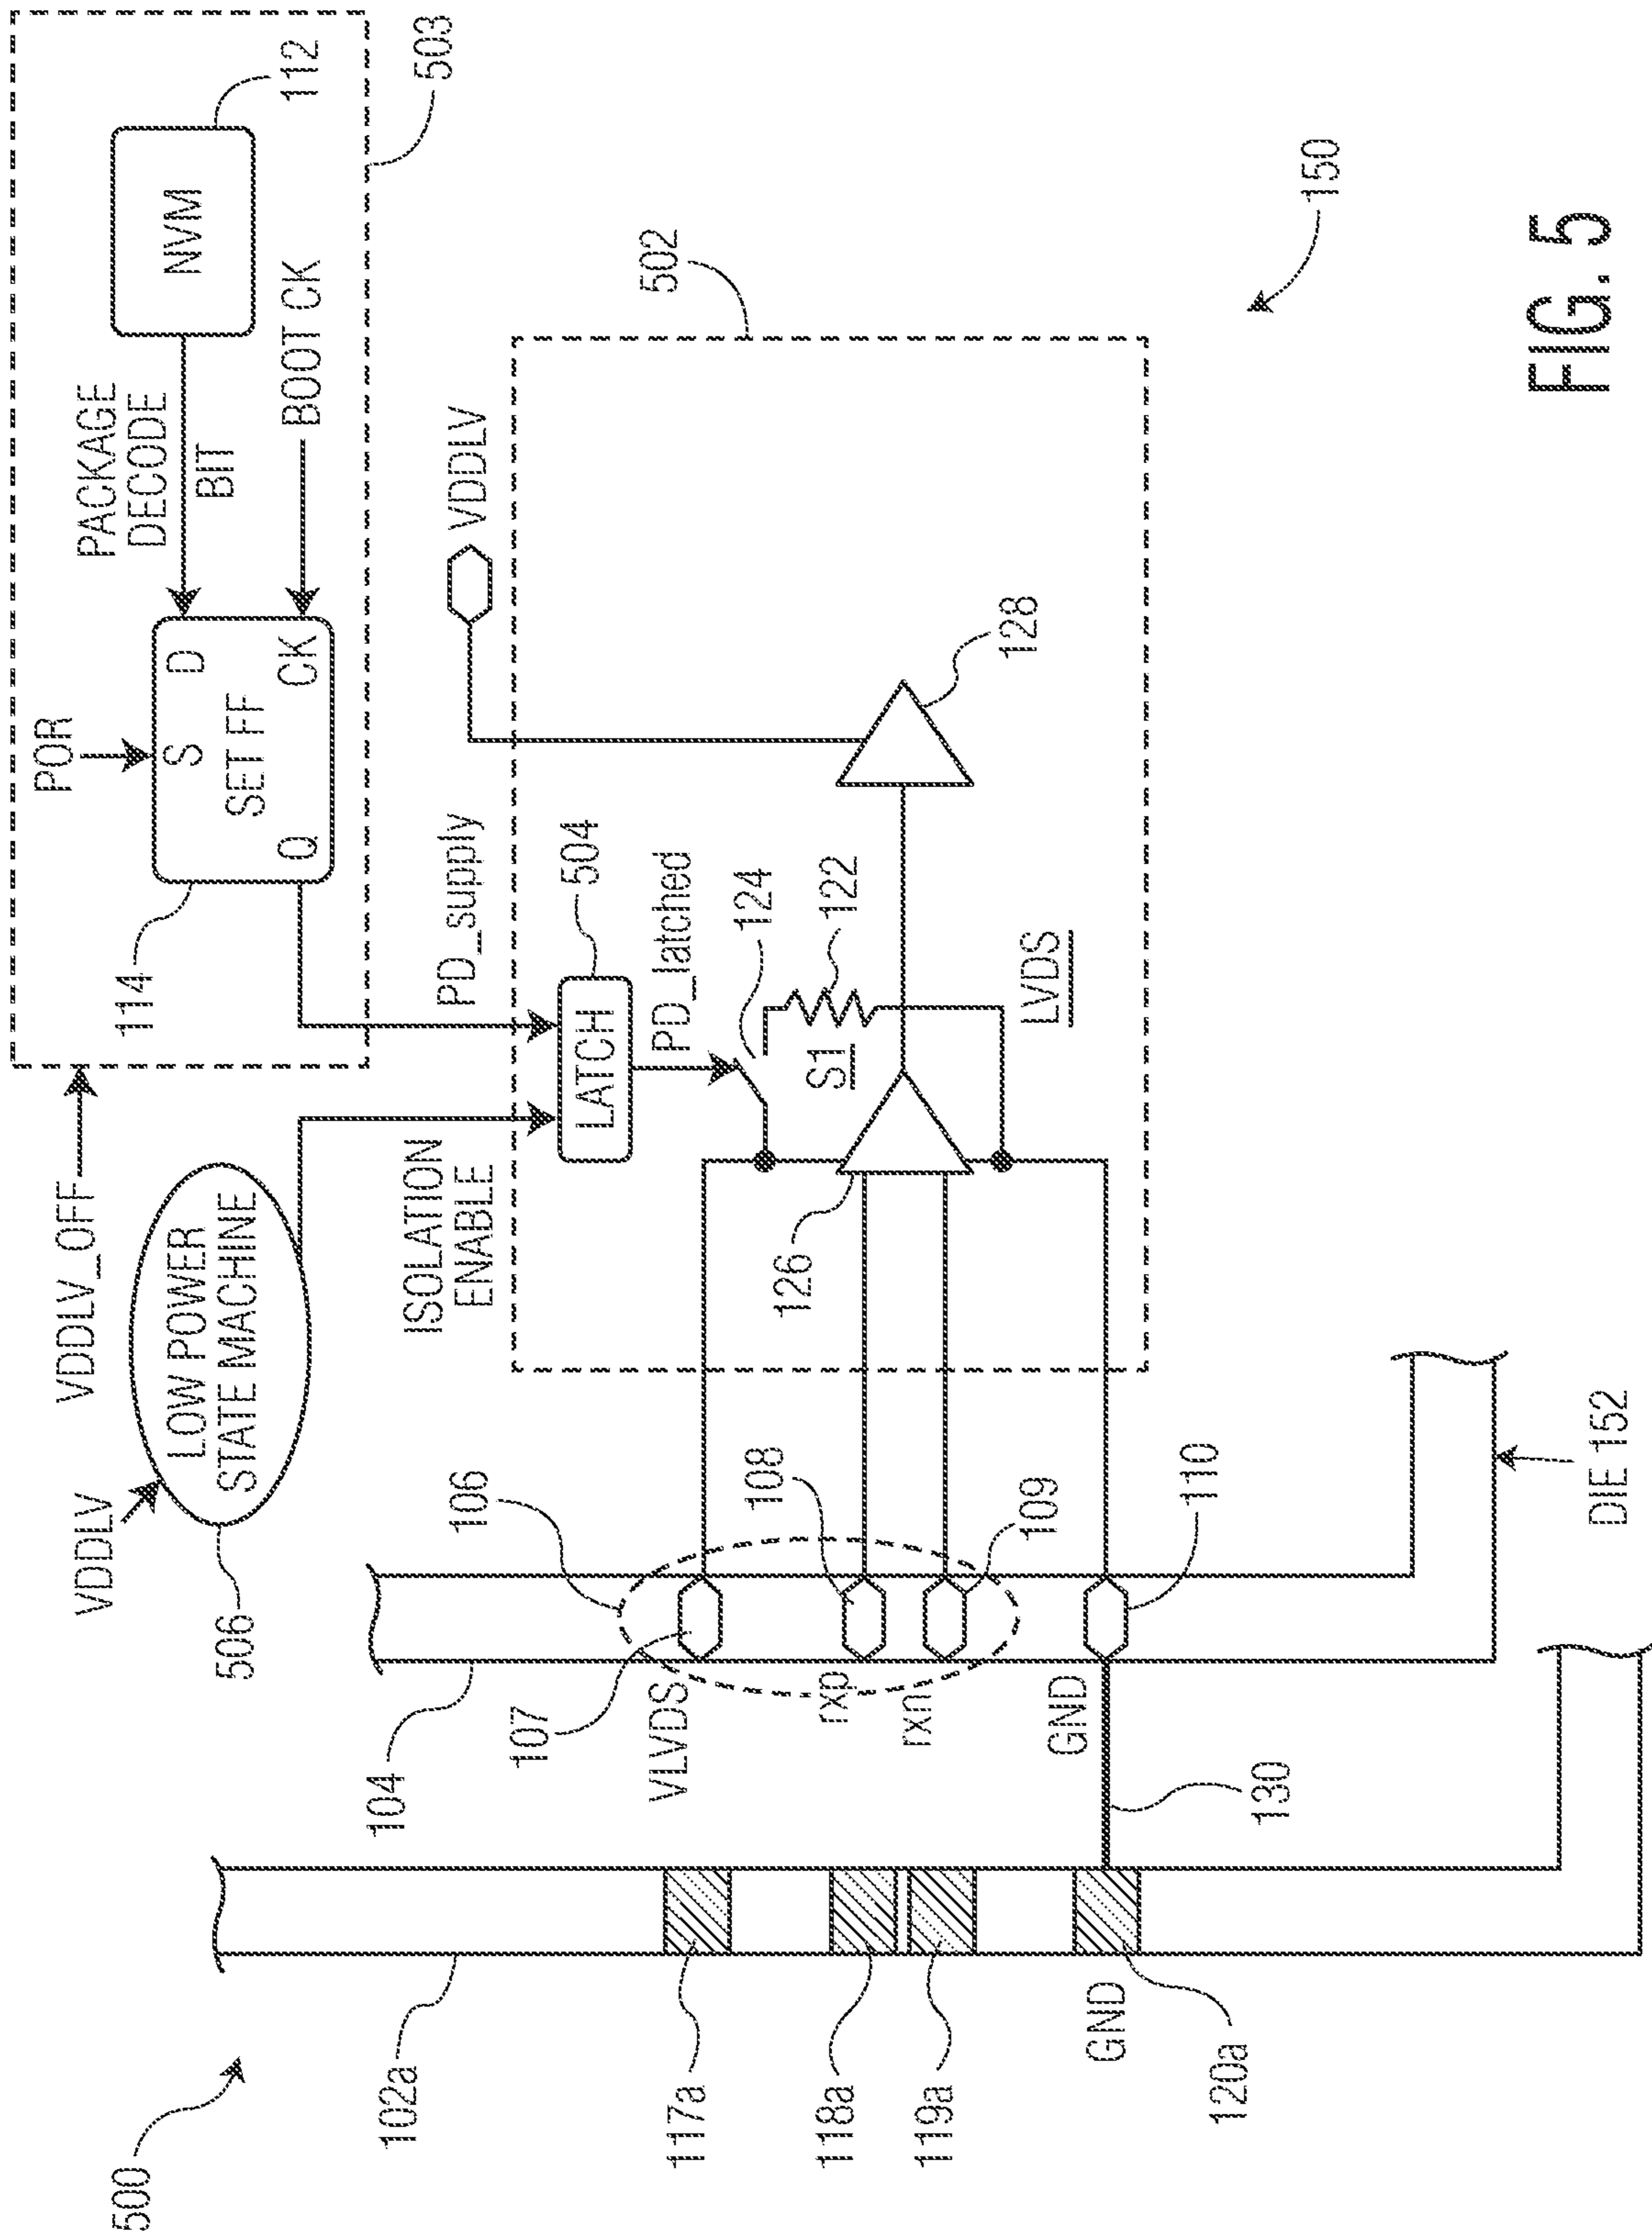 500
102a
117a
118a
119a
GND
120a
104
107
106
VLVDS
rxp
rxn
108
109
GND
110
130
DIE 152
VDDLV
506
LOW POWER
STATE MACHINE
VDDLV_OFF
ISOLATION
ENABLE
114
POR
S
D
SET FF
Q
CK
PACKAGE
DECODE
BIT
BOOT CK
NVM
112
503
PD_supply
VDDLV
502
LATCH
504
PD_latched
124
S1
122
126
128
LVDS
150
FIG. 5